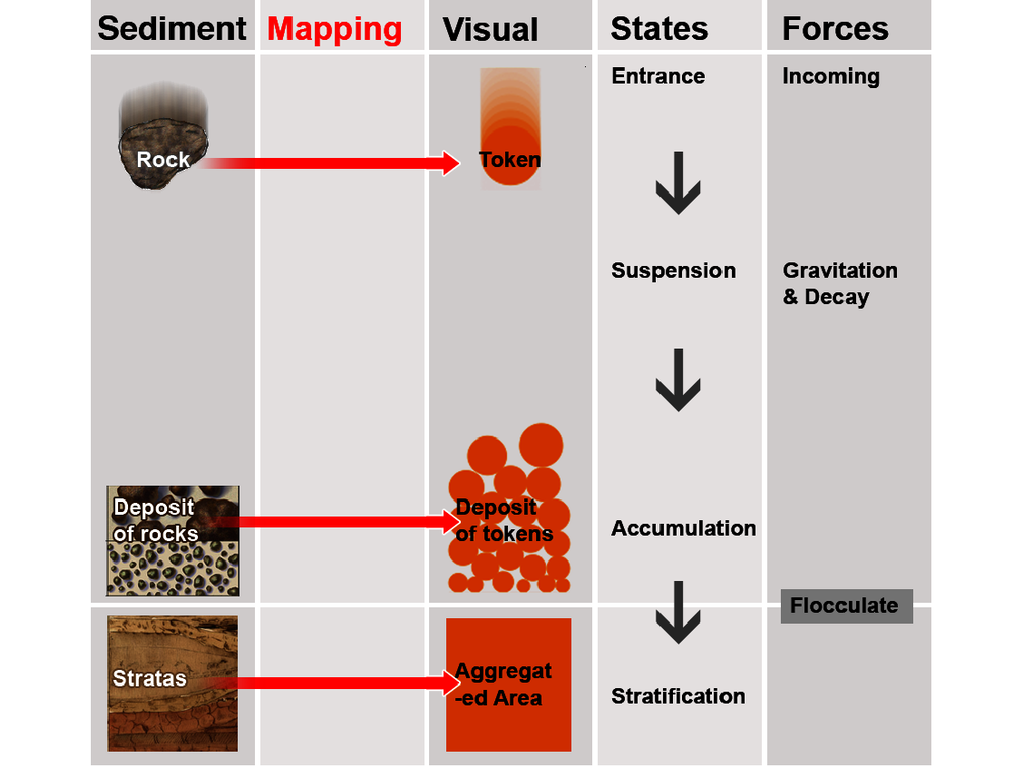 Sediment
Mapping
Visual
States
Forces
Entrance
Incoming
Rock
Token
Suspension
Gravitation
& Decay
Deposit
of rocks
Deposit
of tokens
Accumulation
Flocculate
Stratas
Aggregat
-ed Area
Stratification